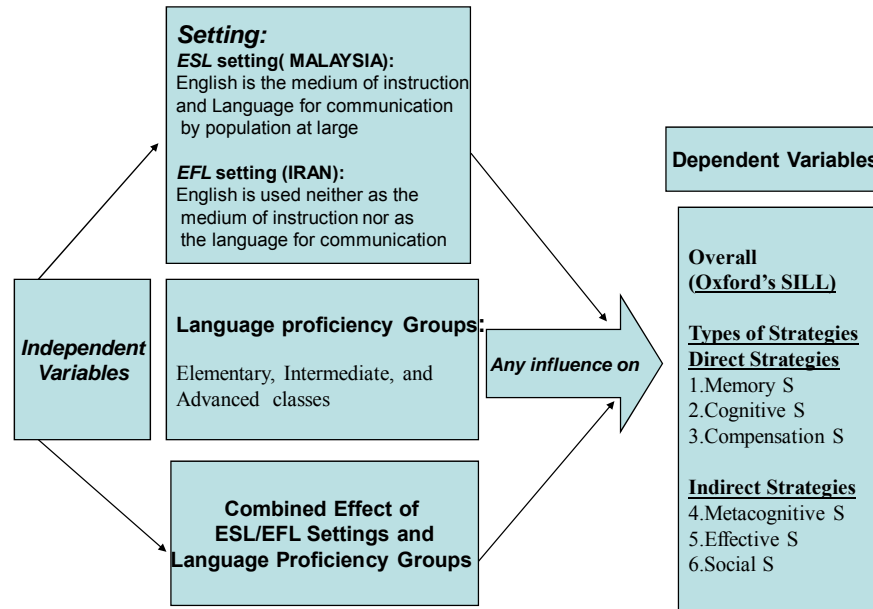 Setting:
ESL setting( MALAYSIA):
English is the medium of instruction
and Language for communication
by population at large
EFL setting (IRAN):
English is used neither as the
medium of instruction nor as
the language for communication
Independent
Variables
Language proficiency Groups:
Elementary, Intermediate, and
Advanced classes
Combined Effect of
ESL/EFL Settings and
Language Proficiency Groups
Any influence on
Dependent Variables
Overall
(Oxford's SILL)
Types of Strategies
Direct Strategies
1.Memory S
2.Cognitive S
3.Compensation S
Indirect Strategies
4.Metacognitive S
5.Effective S
6.Social S